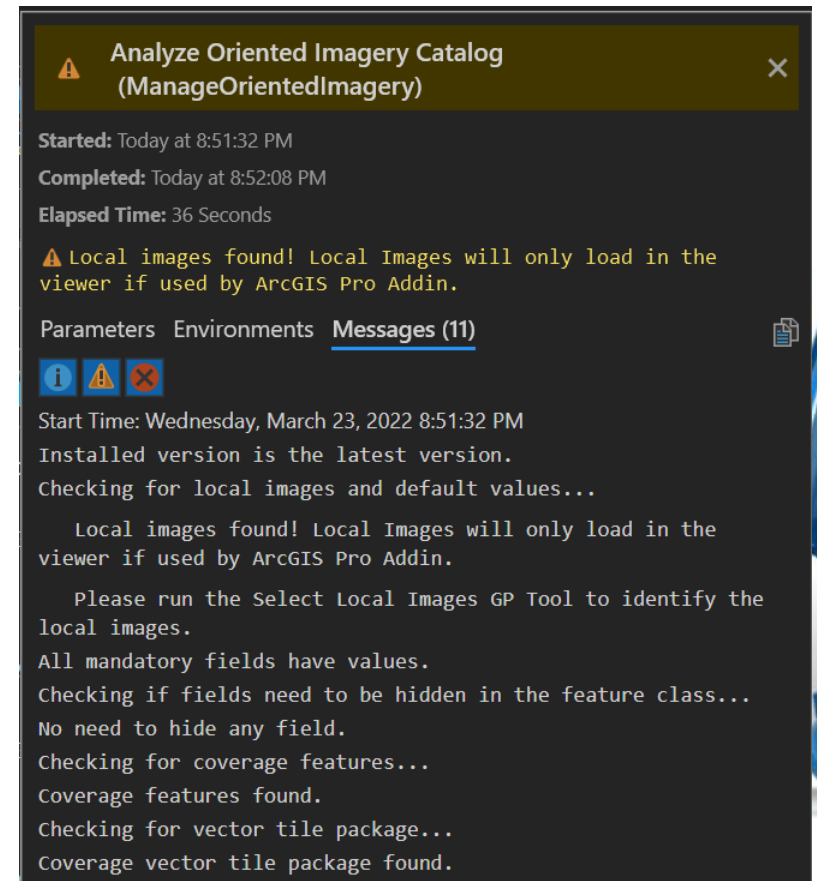 Analyze Oriented Imagery Catalog
(ManageOrientedImagery)
Started: Today at 8:51:32 PM
Completed: Today at 8:52:08 PM
Elapsed Time: 36 Seconds
Local images found! Local Images will only load in the
viewer if used by ArcGIS Pro Addin.
Parameters Environments Messages (11)
Start Time: Wednesday, March 23, 2022 8:51:32 PM
Installed version is the latest version.
Checking for local images and default values...
Local images found! Local Images will only load in the
viewer if used by ArcGIS Pro Addin.
Please run the Select Local Images GP Tool to identify the
local images.
All mandatory fields have values.
Checking if fields need to be hidden in the feature class...
No need to hide any field.
Checking for coverage features...
Coverage features found.
Checking for vector tile package...
Coverage vector tile package found.